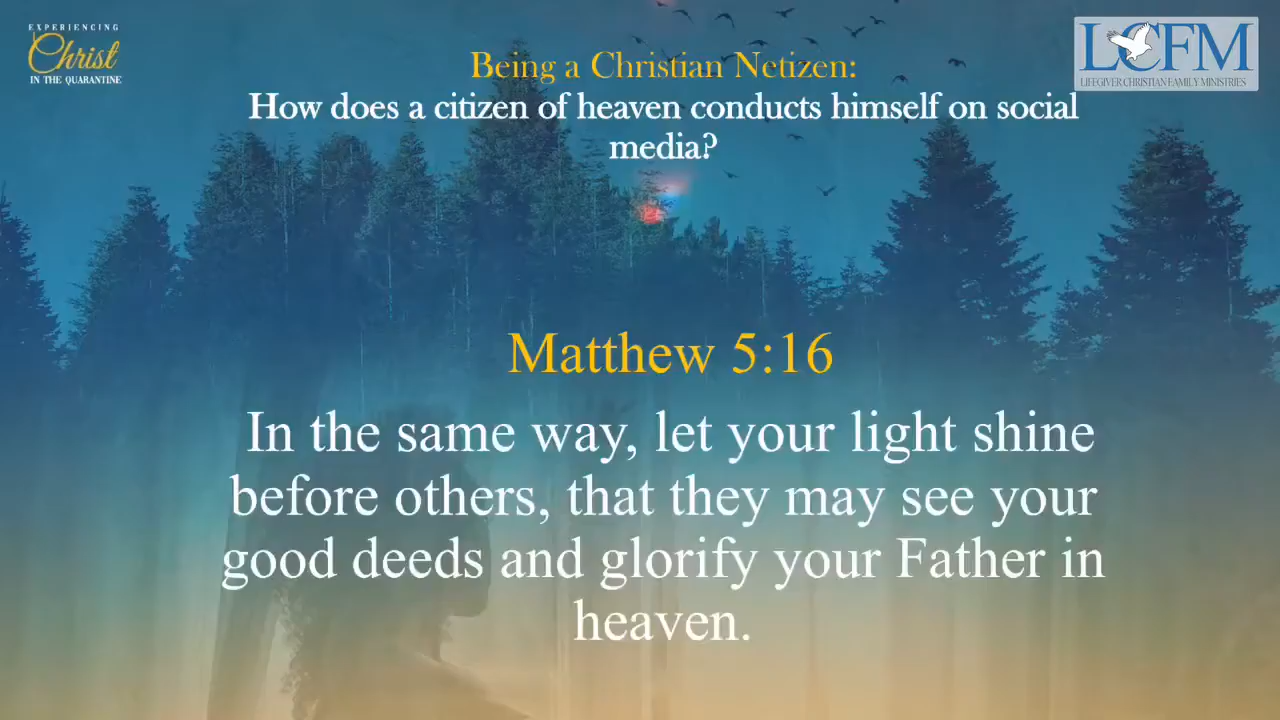 EXPERIENCING
Christ
IN THE QUARANTINE
LCFM
LIFEGIVER CHRISTIAN FAMILY MINISTRIES
Being a Christian Netizen:
How does a citizen of heaven conducts himself on social
media?
Matthew 5:16
In the same way, let your light shine
before others, that they may see your
good deeds and glorify your Father in
heaven.